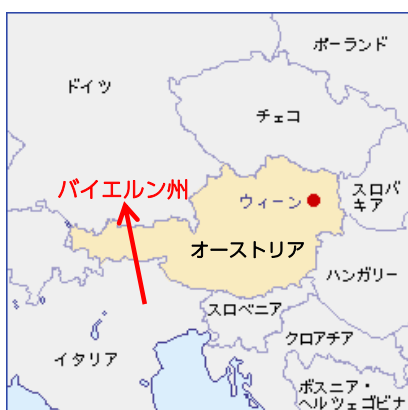 ポーランド
ドイツ
チェコ
バイエルン州
ウィーン
スロバ
キア
オーストリア
ハンガリー
スロベニア
クロアチア
イタリア
ボスニア・
ヘルツェゴビナ